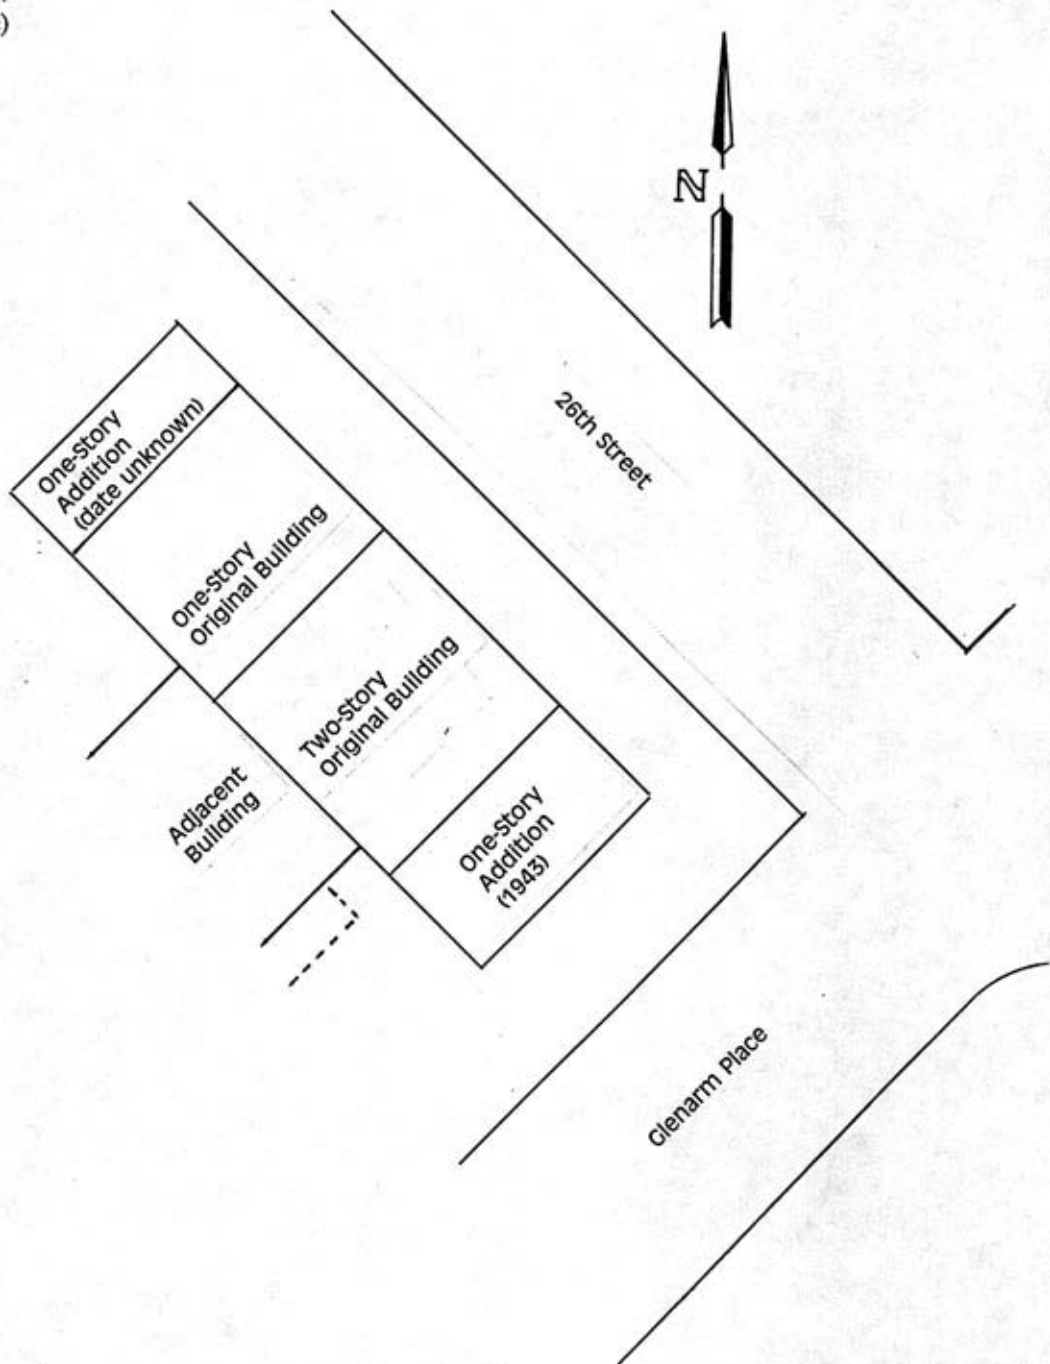 )
N
26th Street
One-Story
Addition
(date unknown)
One-Story
Original Building
Two-Story
Original Building
Adjacent
Building
One-Story
Addition
(1943)
Glenarm Place